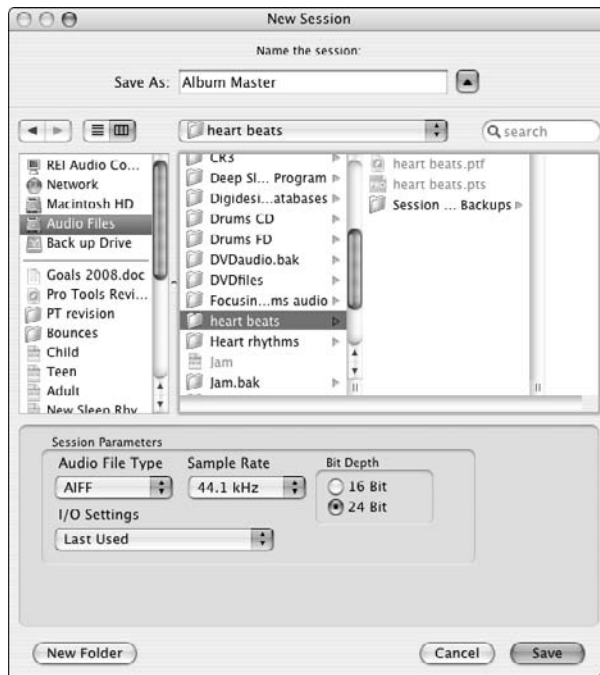 New Session
Name the session:
Save As: Album Master
heart beats
search
REI Audio Co...
Network
Macintosh HD
Audio Files
Back up Drive
Goals 2008.doc
Pro Tools Revi...
PT revision
Bounces
Child
Teen
Adult
New Sleep Rhy
CR3
Deep Sl... Program
Digidesi...atabases
Drums CD
Drums FD
DVDaudio.bak
DVDfiles
Focusin...ms audio
heart beats
Heart rhythms
Jam
Jam.bak
heart beats.ptf
heart beats.pts
Session ... Backups
Session Parameters
Audio File Type Sample Rate Bit Depth
AIFF 44.1 kHz 16 Bit
24 Bit
I/O Settings
Last Used
New Folder Cancel Save